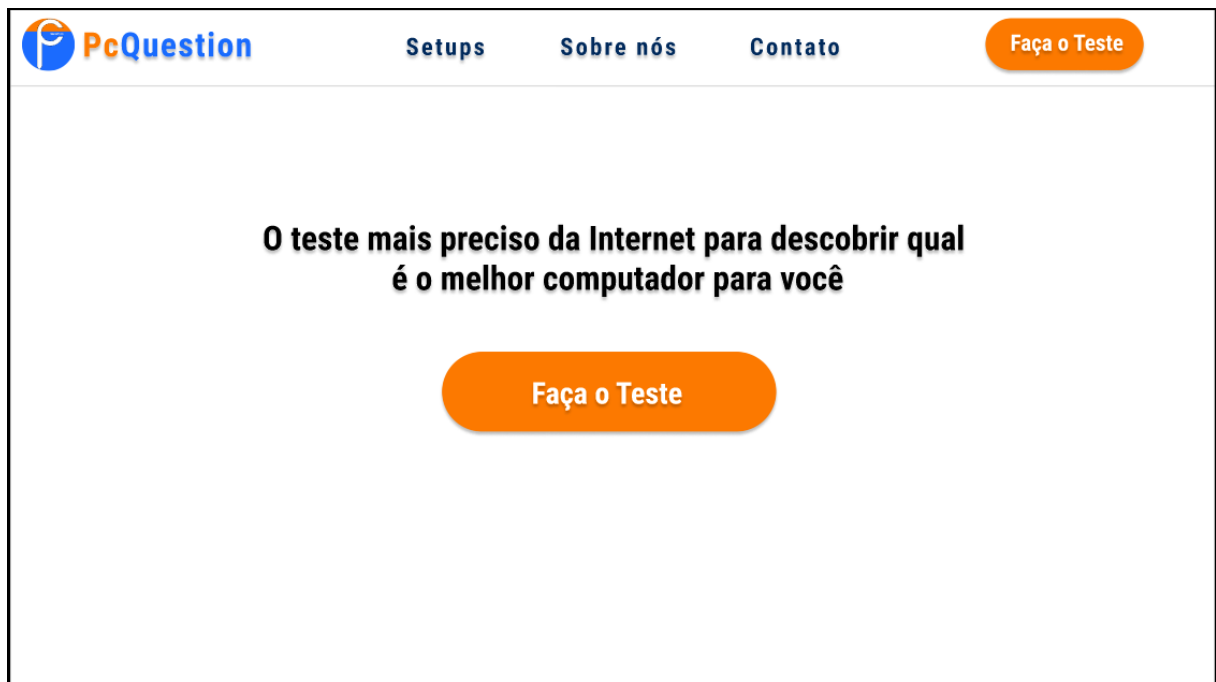 PcQuestion
Setups
Sobre nós
Contato
Faça o Teste
O teste mais preciso da Internet para descobrir qual
é o melhor computador para você
Faça o Teste